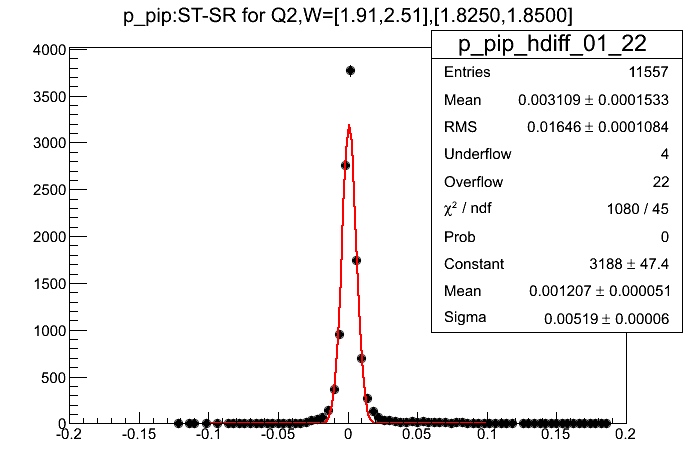 p_pip:ST-SR for Q2,W=[1.91,2.51],[1.8250,1.8500]
p_pip_hdiff_01_22
Entries 11557
Mean 0.003109 ± 0.0001533
RMS 0.01646 ± 0.0001084
Underflow 4
Overflow 22
χ² / ndf 1080 / 45
Prob 0
Constant 3188 ± 47.4
Mean 0.001207 ± 0.000051
Sigma 0.00519 ± 0.00006
4000
3500
3000
2500
2000
1500
1000
500
0
-0.2 -0.15 -0.1 -0.05 0 0.05 0.1 0.15 0.2